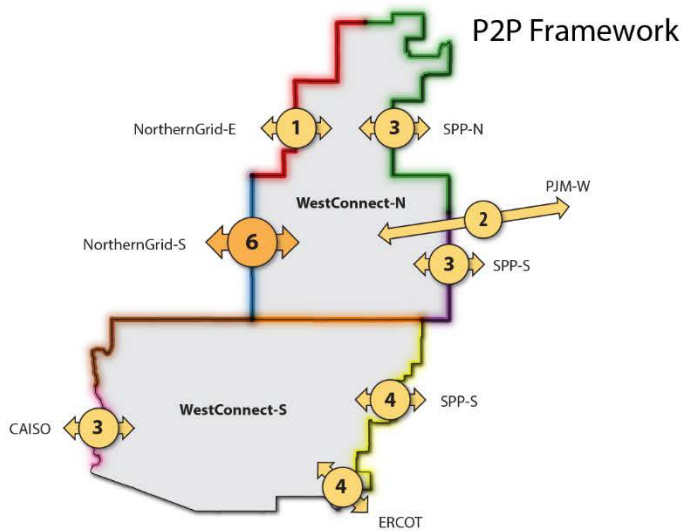 P2P Framework
NorthernGrid-E
1
3
SPP-N
PJM-W
WestConnect-N
2
NorthernGrid-S
6
3
SPP-S
WestConnect-S
4
SPP-S
CAISO
3
4
ERCOT